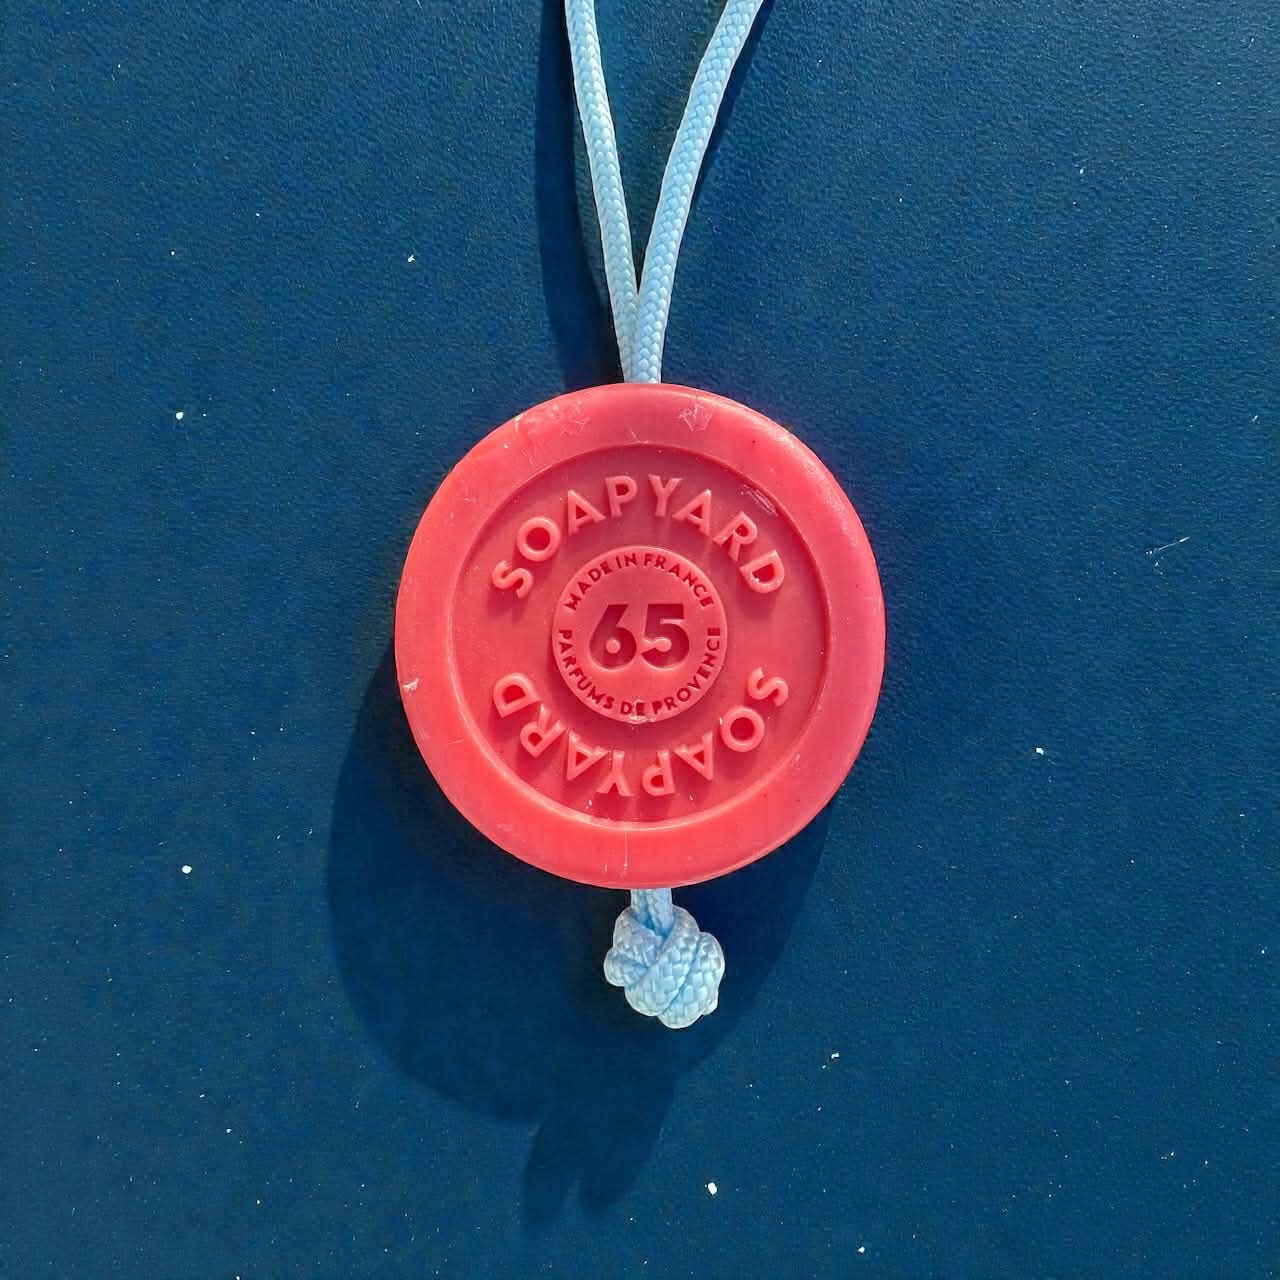 SOAPYARD
MADE IN FRANCE
65
PARFUMS DE PROVENCE
SOAPYARD